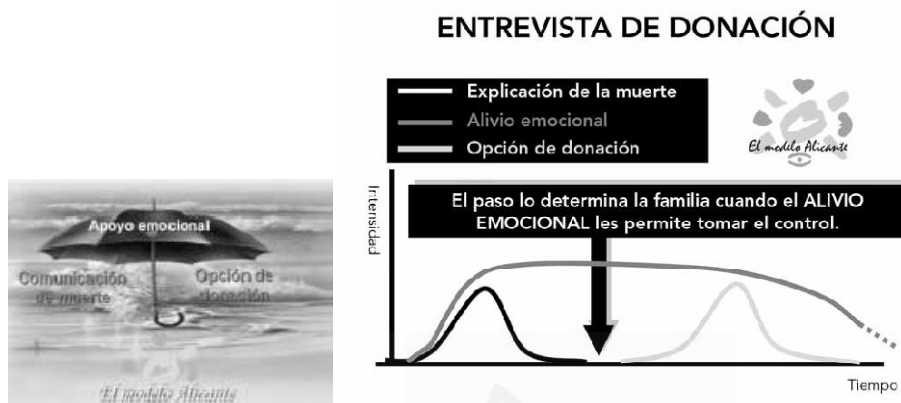 ENTREVISTA DE DONACIÓN
Explicación de la muerte
Alivio emocional
Opción de donación
El modelo Alicante
Intensidad
El paso lo determina la familia cuando el ALIVIO
EMOCIONAL les permite tomar el control.
Tiempo
Apoyo emocional
Comunicación
de muerte
Opción de
donación
El modelo Alicante